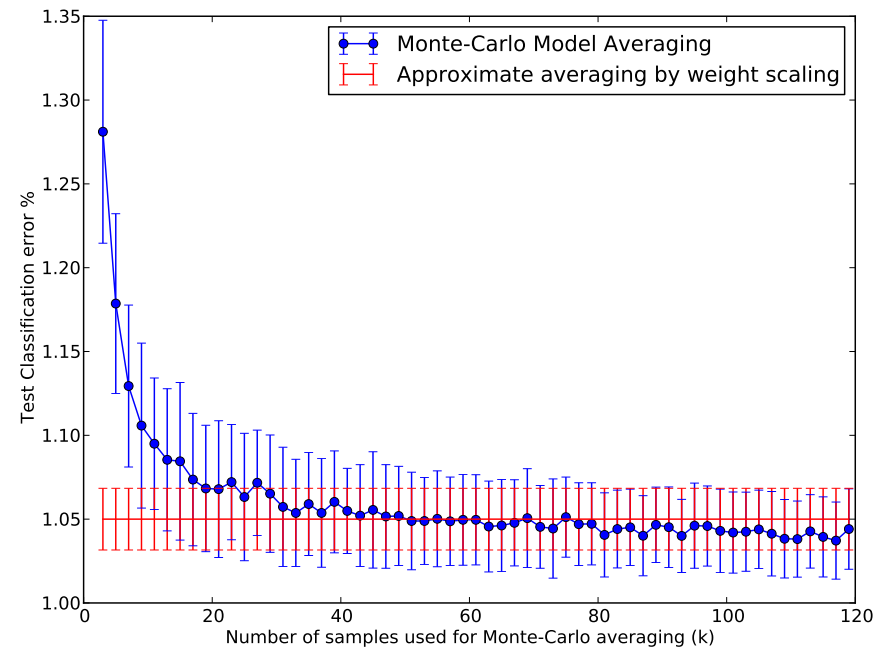 1.35
1.30
1.25
1.20
1.15
1.10
1.05
1.00
Test Classification error %
Monte-Carlo Model Averaging
Approximate averaging by weight scaling
0 20 40 60 80 100 120
Number of samples used for Monte-Carlo averaging (k)